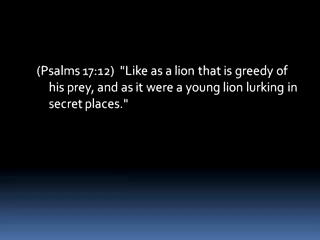 (Psalms 17:12)  "Like as a lion that is greedy of
his prey, and as it were a young lion lurking in
secret places."